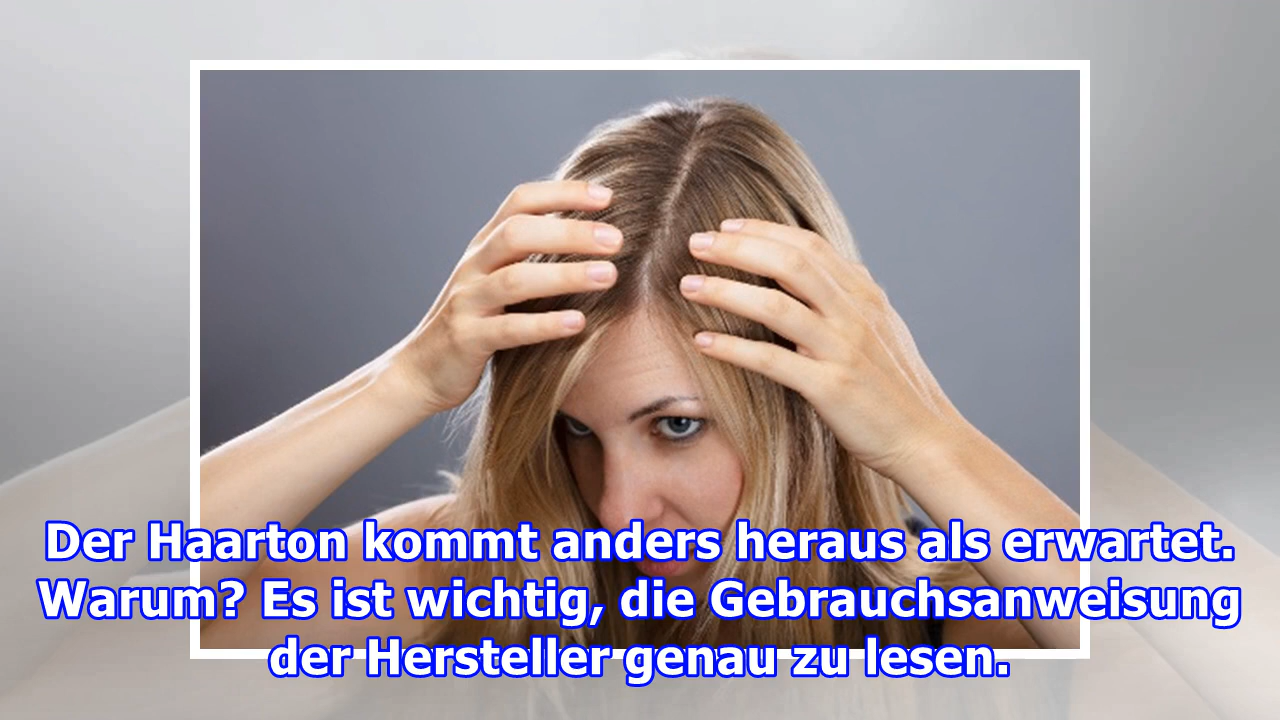 Der Haarton kommt anders heraus als erwartet.
Warum? Es ist wichtig, die Gebrauchsanweisung
der Hersteller genau zu lesen.